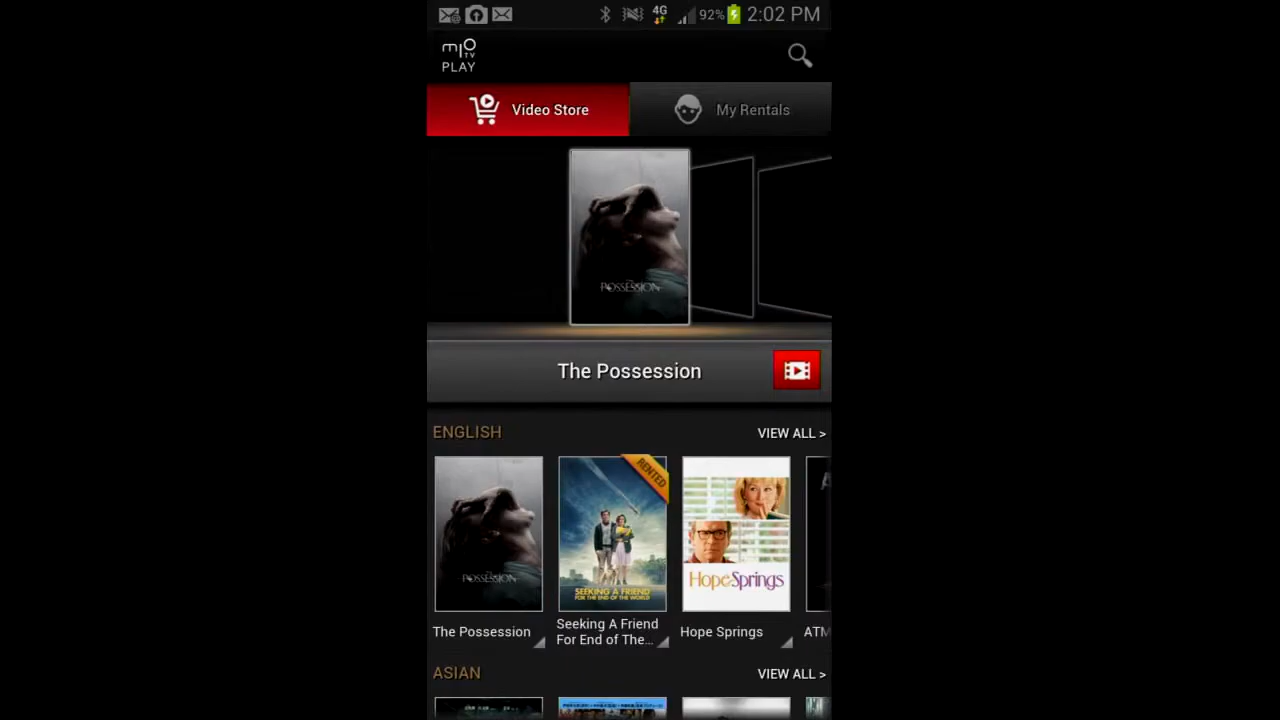 4G 92% 2:02 PM
mio
TV
PLAY
Video Store
My Rentals
THE
POSSESSION
The Possession
ENGLISH
VIEW ALL >
RENTED
POSSESSION
SEEKING A FRIEND
FOR THE END OF THE WORLD
HopeSprings
The Possession
Seeking A Friend
For End of The...
Hope Springs
ATM
ASIAN
VIEW ALL >